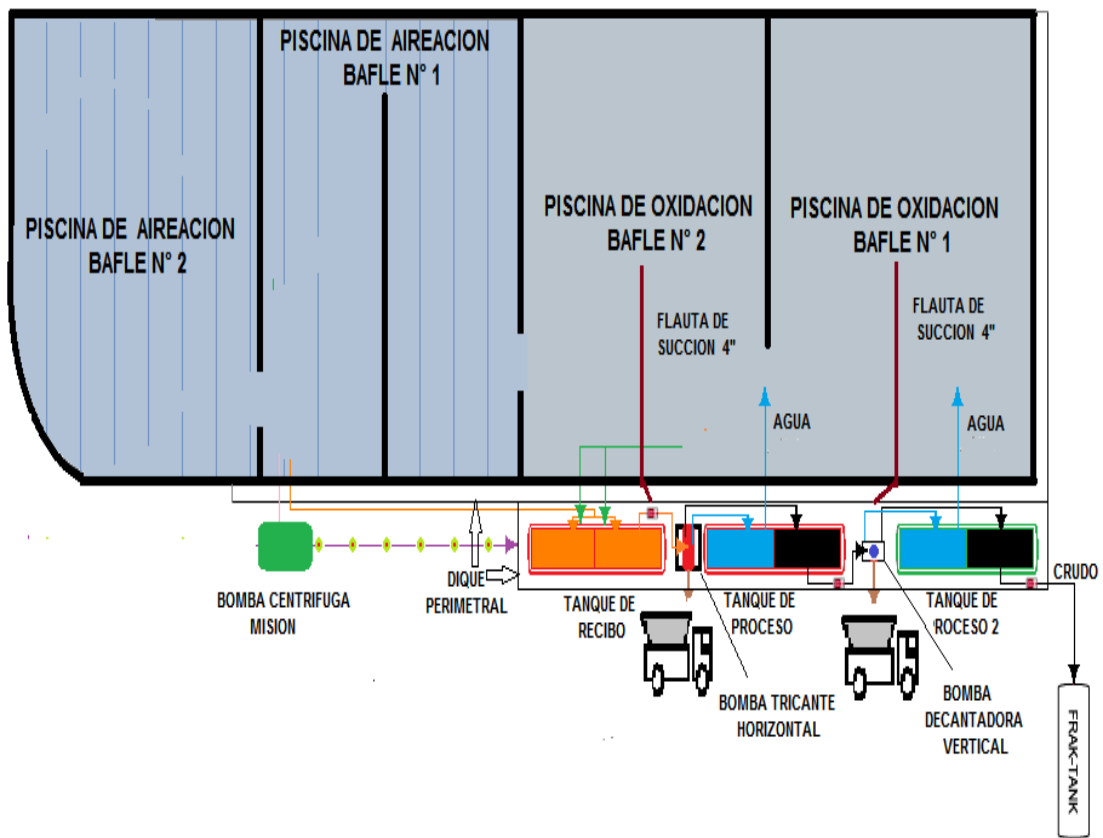 PISCINA DE AIREACION
BAFLE N° 1
PISCINA DE AIREACION
BAFLE N° 2
PISCINA DE OXIDACION
BAFLE N° 2
PISCINA DE OXIDACION
BAFLE N° 1
FLAUTA DE
SUCCION 4"
FLAUTA DE
SUCCION 4"
AGUA
AGUA
BOMBA CENTRIFUGA
MISION
DIQUE
PERIMETRAL
TANQUE DE
RECIBO
TANQUE DE
PROCESO
TANQUE DE
ROCESO 2
CRUDO
BOMBA TRICANTE
HORIZONTAL
BOMBA
DECANTADORA
VERTICAL
FRAK-TANK